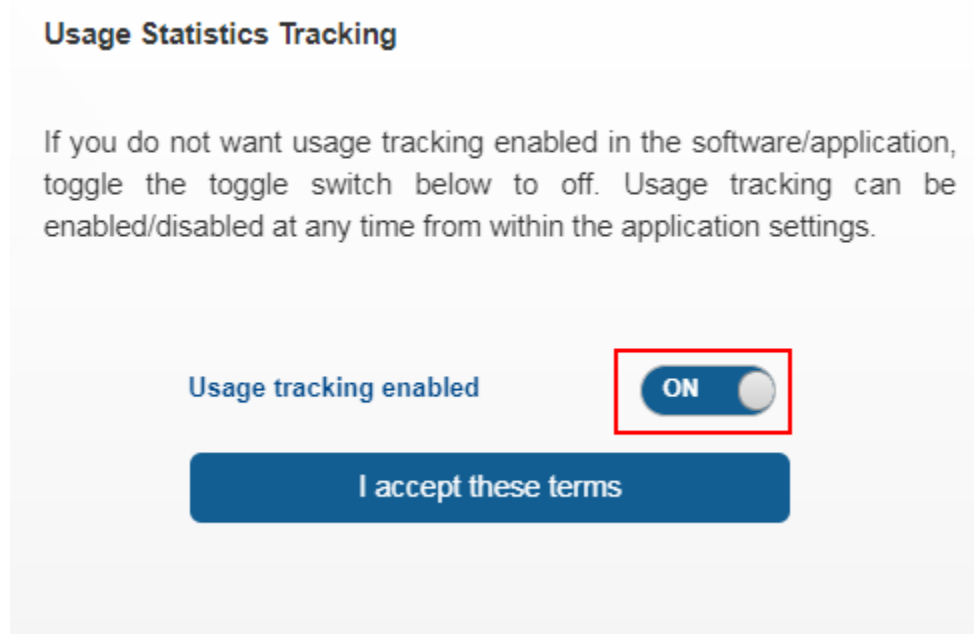 Usage Statistics Tracking
If you do not want usage tracking enabled in the software/application,
toggle the toggle switch below to off. Usage tracking can be
enabled/disabled at any time from within the application settings.
Usage tracking enabled ON
I accept these terms